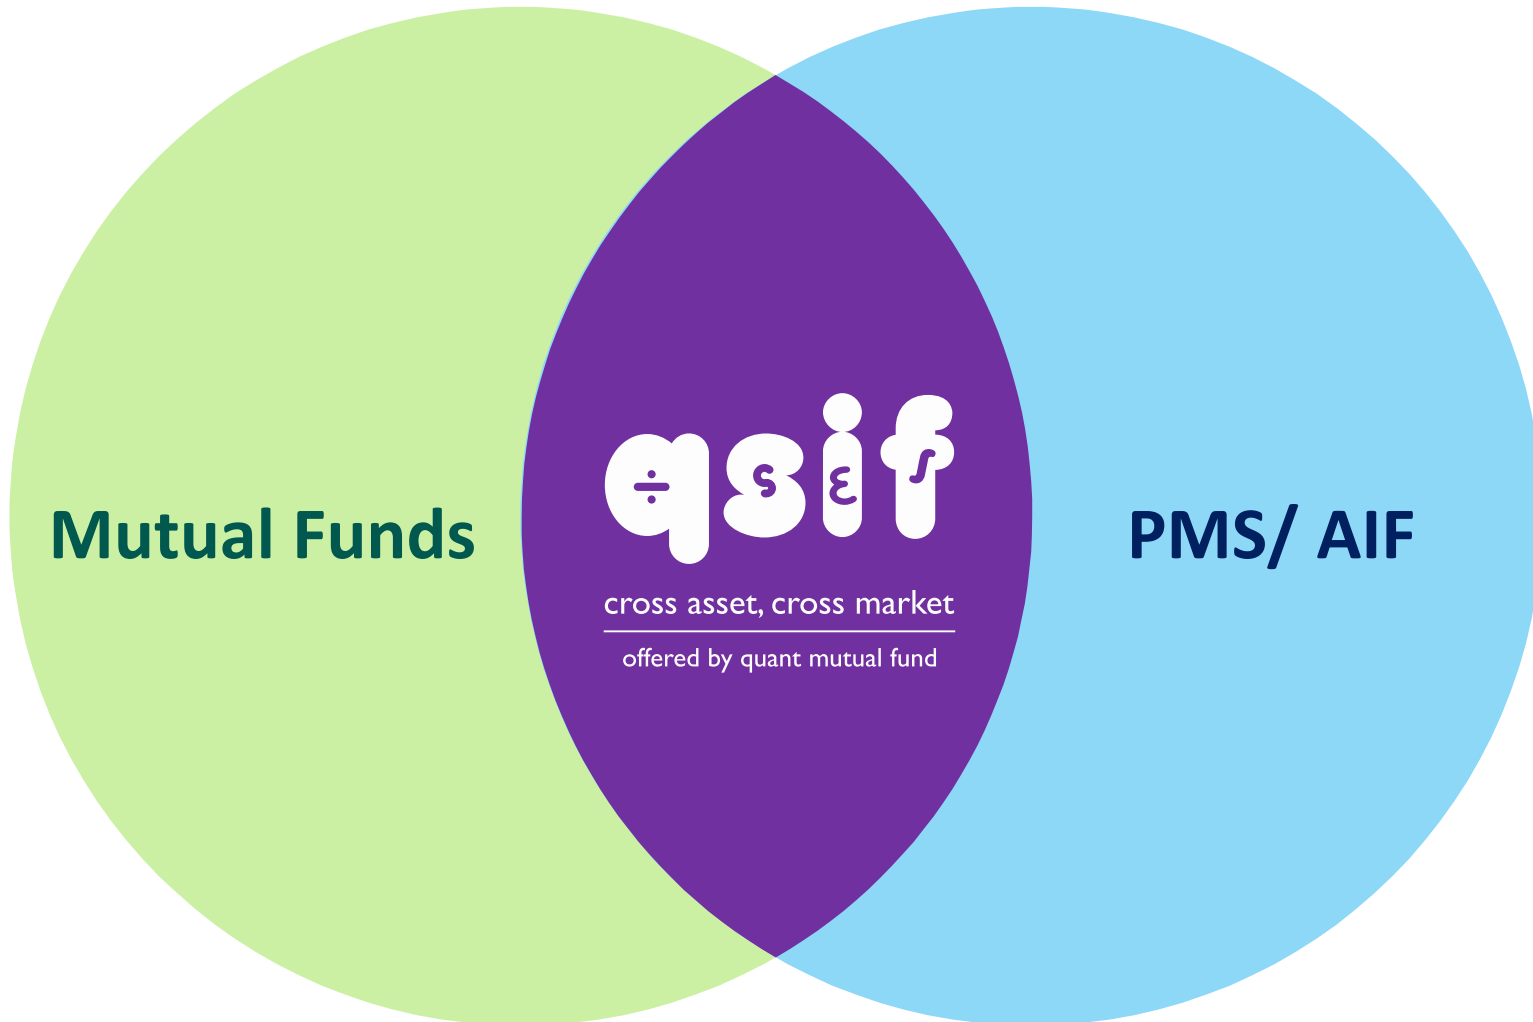 Mutual Funds
qsif
cross asset, cross market
offered by quant mutual fund
PMS/ AIF